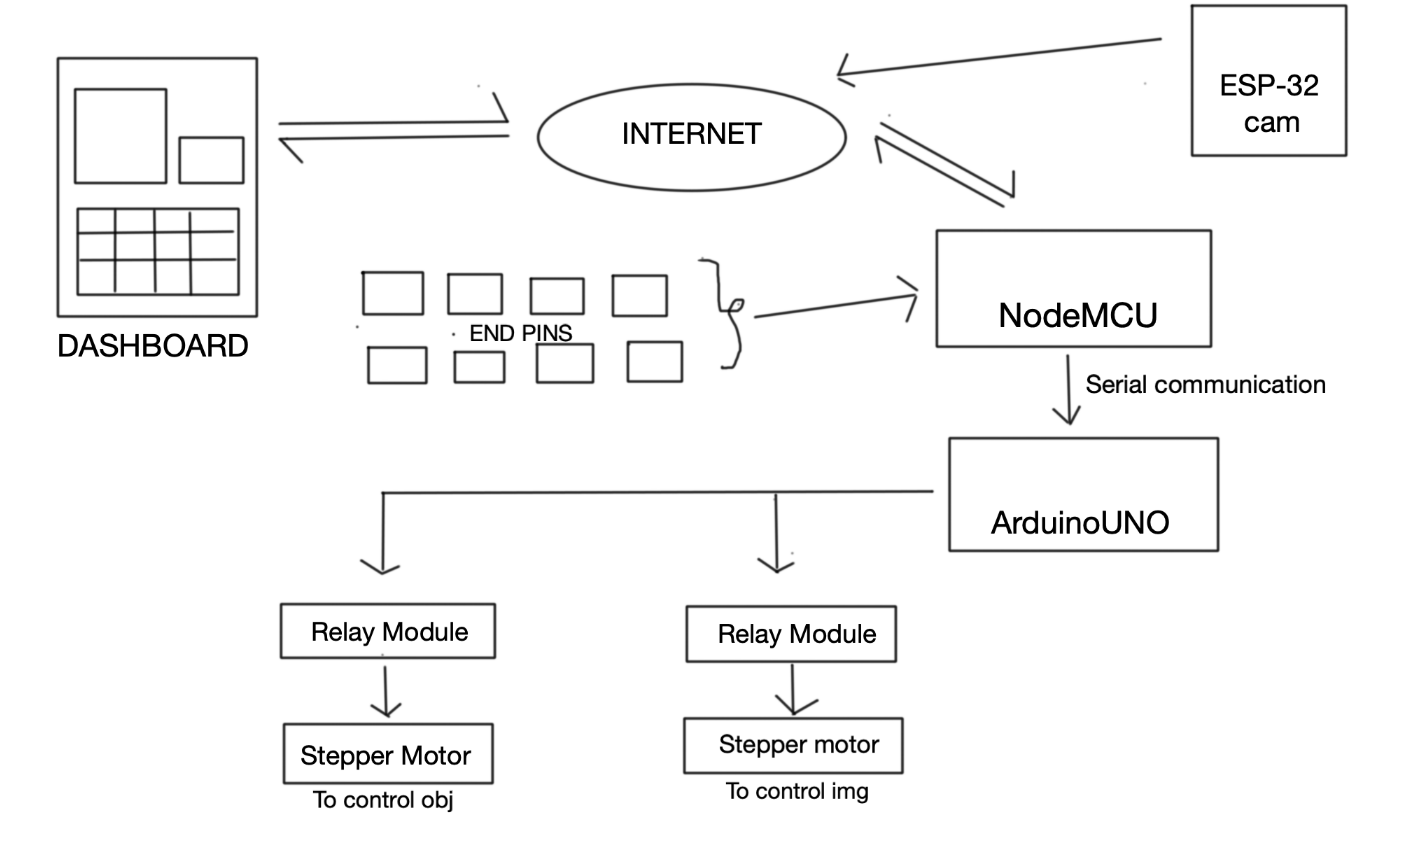 ESP-32
cam
INTERNET
DASHBOARD
END PINS
NodeMCU
Serial communication
ArduinoUNO
Relay Module
Relay Module
Stepper Motor
To control obj
Stepper motor
To control img